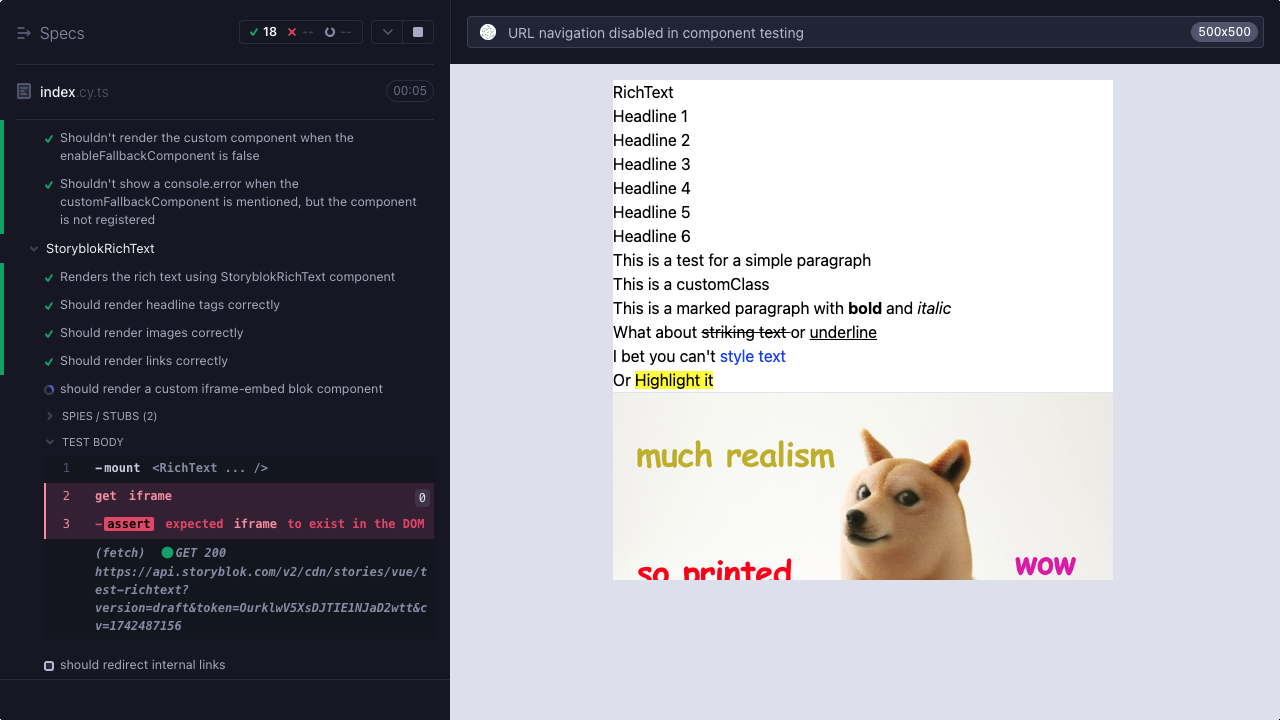 Specs
18 -- --
index.cy.ts 00:05
Shouldn't render the custom component when the
enableFallbackComponent is false
Shouldn't show a console.error when the
customFallbackComponent is mentioned, but the component
is not registered
StoryblokRichText
Renders the rich text using StoryblokRichText component
Should render headline tags correctly
Should render images correctly
Should render links correctly
should render a custom iframe-embed blok component
SPIES / STUBS (2)
TEST BODY
1 -mount <RichText ... />
2 get iframe 0
3 -assert expected iframe to exist in the DOM
(fetch) GET 200
https://api.storyblok.com/v2/cdn/stories/vue/t
est-richtext?
version=draft&token=OurklwV5XsDJTIE1NJaD2wtt&c
v=1742487156
should redirect internal links
URL navigation disabled in component testing 500x500
RichText
Headline 1
Headline 2
Headline 3
Headline 4
Headline 5
Headline 6
This is a test for a simple paragraph
This is a customClass
This is a marked paragraph with bold and italic
What about striking text or underline
I bet you can't style text
Or Highlight it
much realism
so printed
wow